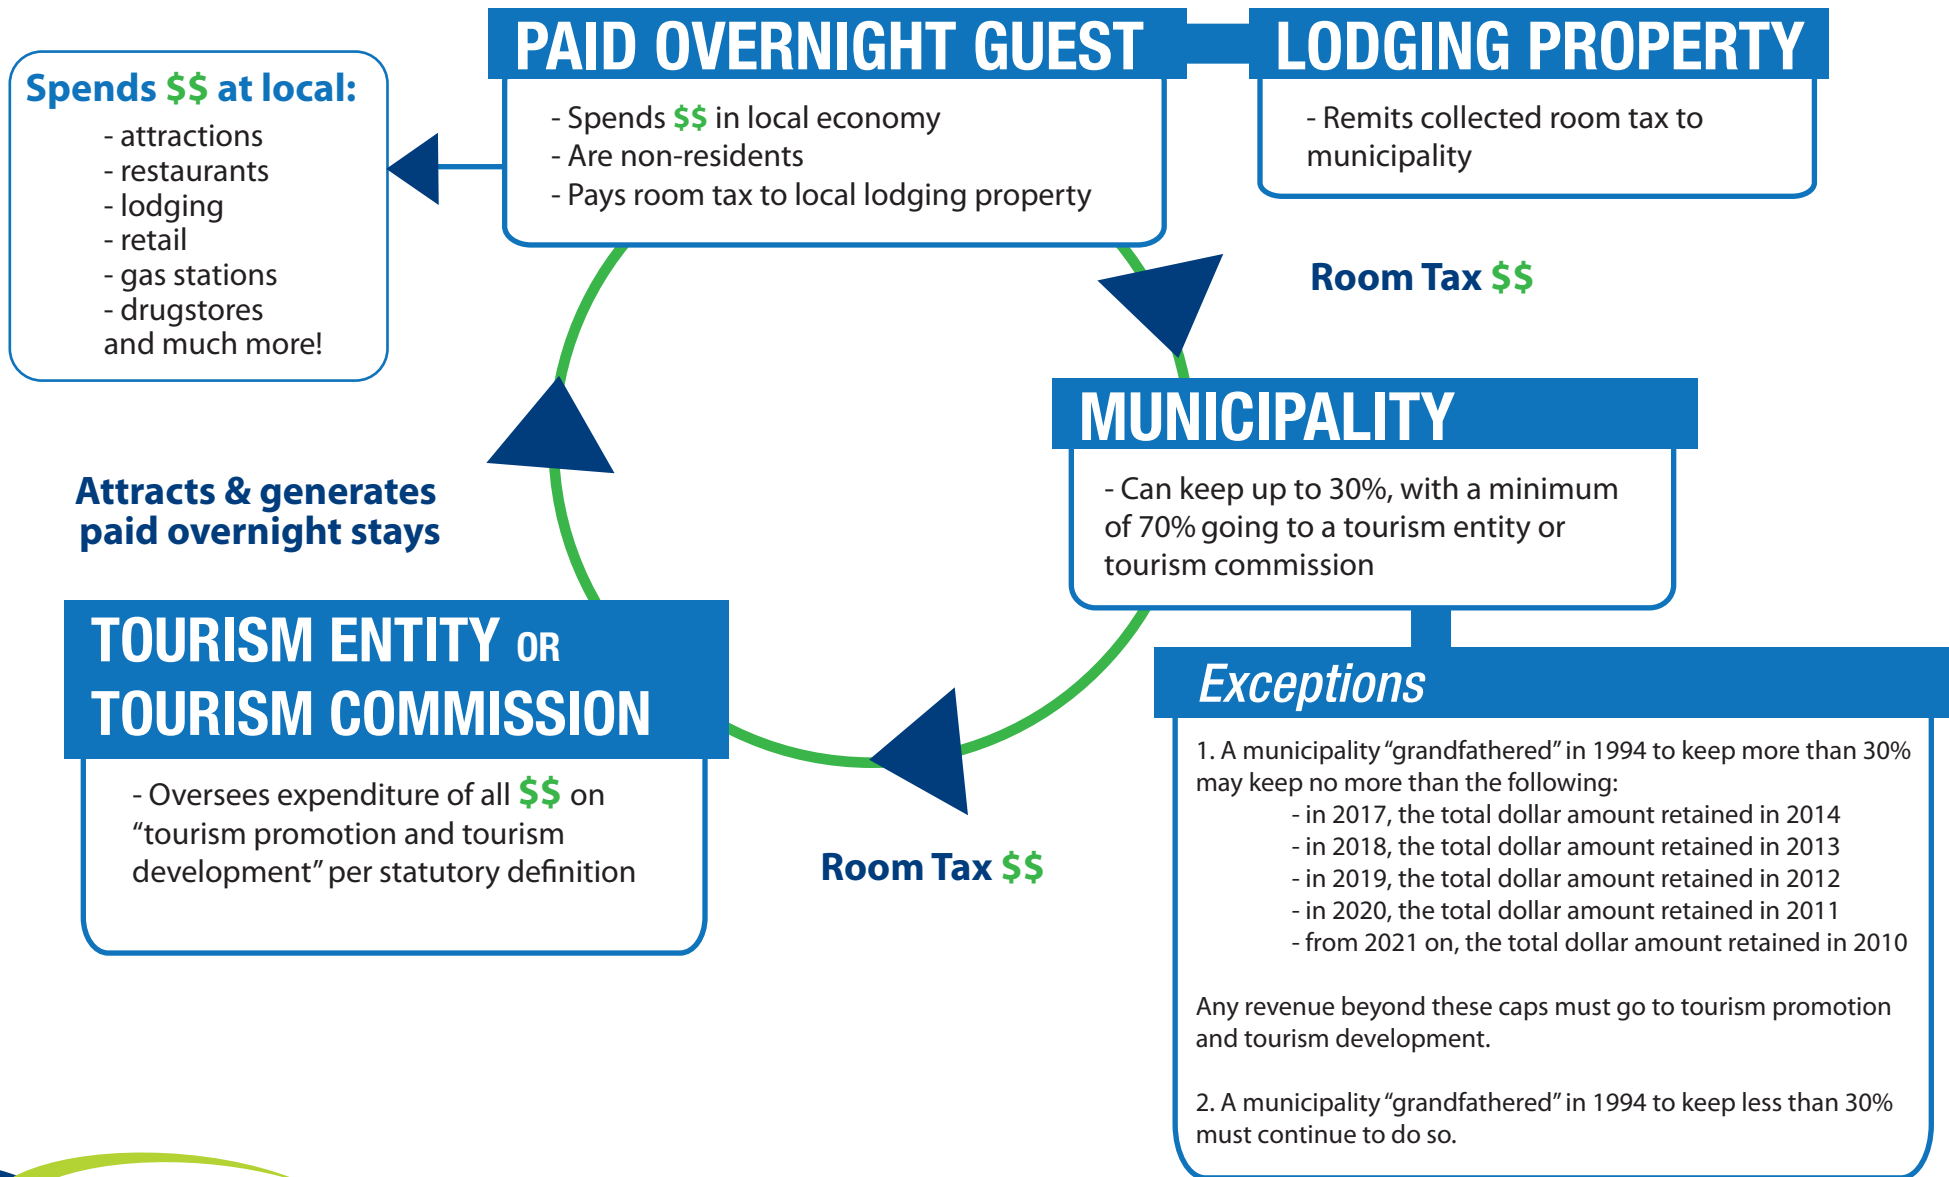 PAID OVERNIGHT GUEST
- Spends $$ in local economy
- Are non-residents
- Pays room tax to local lodging property
LODGING PROPERTY
- Remits collected room tax to
municipality
Spends $$ at local:
- attractions
- restaurants
- lodging
- retail
- gas stations
- drugstores
and much more!
Room Tax $$
MUNICIPALITY
- Can keep up to 30%, with a minimum
of 70% going to a tourism entity or
tourism commission
Exceptions
1. A municipality “grandfathered” in 1994 to keep more than 30%
may keep no more than the following:
- in 2017, the total dollar amount retained in 2014
- in 2018, the total dollar amount retained in 2013
- in 2019, the total dollar amount retained in 2012
- in 2020, the total dollar amount retained in 2011
- from 2021 on, the total dollar amount retained in 2010
Any revenue beyond these caps must go to tourism promotion
and tourism development.
2. A municipality “grandfathered” in 1994 to keep less than 30%
must continue to do so.
Room Tax $$
TOURISM ENTITY OR
TOURISM COMMISSION
- Oversees expenditure of all $$ on
“tourism promotion and tourism
development” per statutory definition
Attracts & generates
paid overnight stays